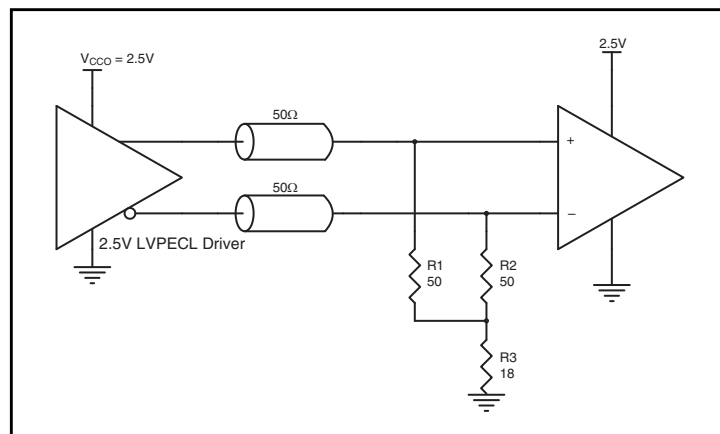 V_CCO = 2.5V
2.5V
50Ω
+
50Ω
−
2.5V LVPECL Driver
R1
50
R2
50
R3
18